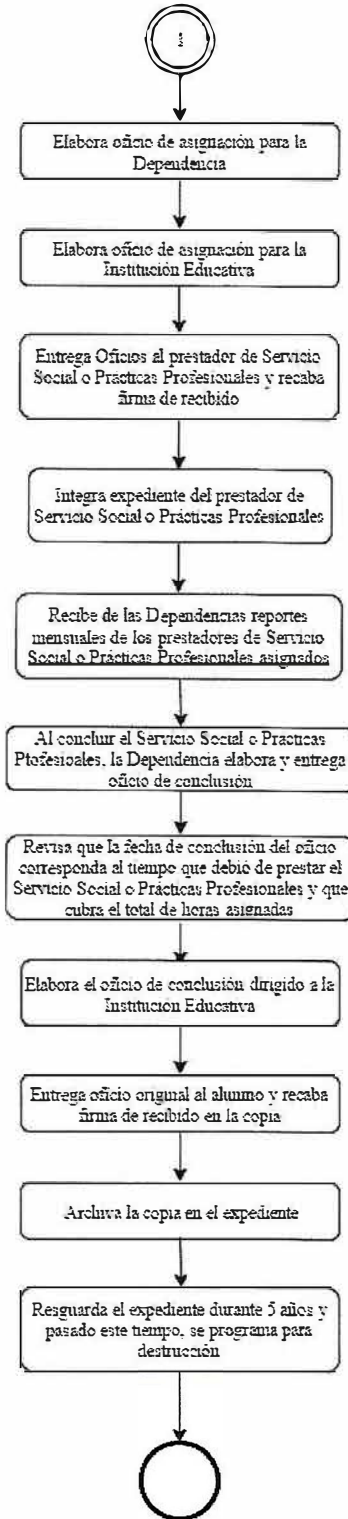 1
Elabora oficio de asignación para la
Dependencia
Elabora oficio de asignación para la
Institución Educativa
Entrega Oficios al prestador de Servicio
Social o Prácticas Profesionales y recaba
firma de recibido
Integra expediente del prestador de
Servicio Social o Prácticas Profesionales
Recibe de las Dependencias reportes
mensuales de los prestadores de Servicio
Social o Prácticas Profesionales asignados
Al concluir el Servicio Social o Practicas
Ptofesioales, la Dependencia elabora y entrega
oficio de conclusión
Revisa que la fecha de conclusión del oficio
corresponda al tiempo que debió de prestar el
Servicio Social o Prácticas Profesionales y que
cubra el total de horas asignadas
Elabora el oficio de conclusión dirigido a la
Institución Educativa
Entrega oficio original al alumno y recaba
firma de recibido en la copia
Archiva la copia en el expediente
Resguarda el expediente durante 5 años y
pasado este tiempo, se programa para
destrucción